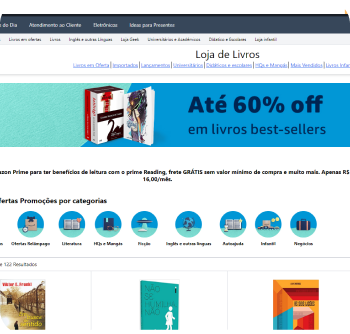 do Dia Atendimento ao Cliente Eletrônicos Ideias para Presentes
Livros em ofertas Livros Inglês e outras Línguas Loja Geek Universitários e Acadêmicos Didáticos e Escolares Loja Infantil
Loja de Livros
Livros em Oferta | Importados | Lançamentos | Universitários | Didáticos e escolares | HQs e Mangás | Mais Vendidos | Livros Infan
Até 60% off
em livros best-sellers
zon Prime para ter benefícios de leitura com o prime Reading, frete GRÁTIS sem valor mínimo de compra e muito mais. Apenas R$
16,00/mês.
fertas Promoções por categorias
Ofertas Relâmpago Literatura HQs e Mangás Ficção Inglês e outras línguas Autoajuda Infantil Negócios
e 122 Resultados
Viktor E. Frankl
sentido